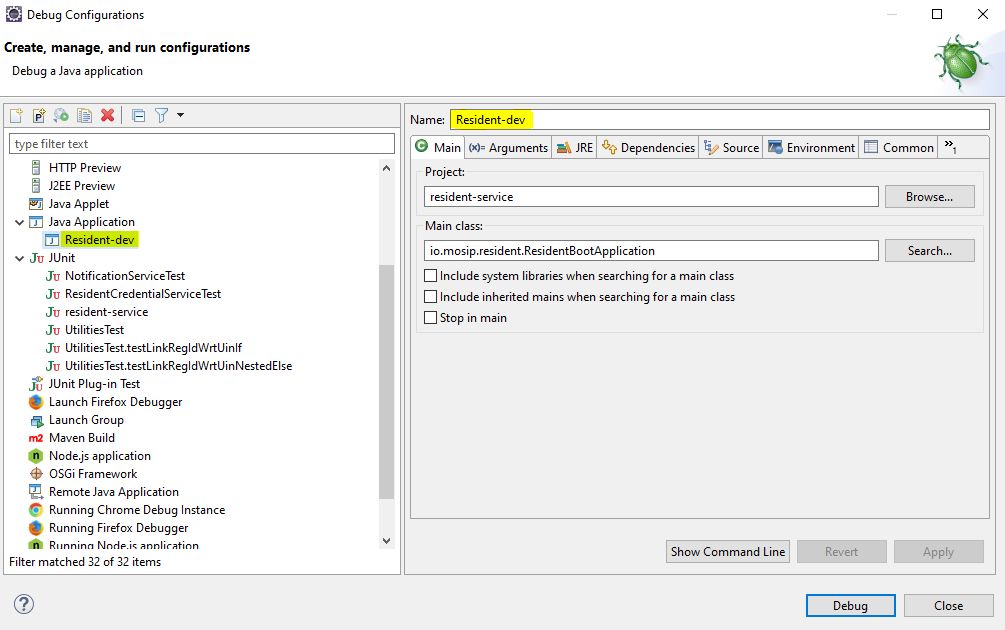 Debug Configurations
Create, manage, and run configurations
Debug a Java application
type filter text
HTTP Preview
J2EE Preview
Java Applet
Java Application
Resident-dev
JUnit
NotificationServiceTest
ResidentCredentialServiceTest
resident-service
UtilitiesTest
UtilitiesTest.testLinkRegIdWrtUinIf
UtilitiesTest.testLinkRegIdWrtUinNestedElse
JUnit Plug-in Test
Launch Firefox Debugger
Launch Group
Maven Build
Node.js application
OSGi Framework
Remote Java Application
Running Chrome Debug Instance
Running Firefox Debugger
Running Node.js application
Filter matched 32 of 32 items
Name: Resident-dev
Main (x)= Arguments JRE Dependencies Source Environment Common »1
Project:
resident-service Browse...
Main class:
io.mosip.resident.ResidentBootApplication Search...
Include system libraries when searching for a main class
Include inherited mains when searching for a main class
Stop in main
Show Command Line Revert Apply
? Debug Close